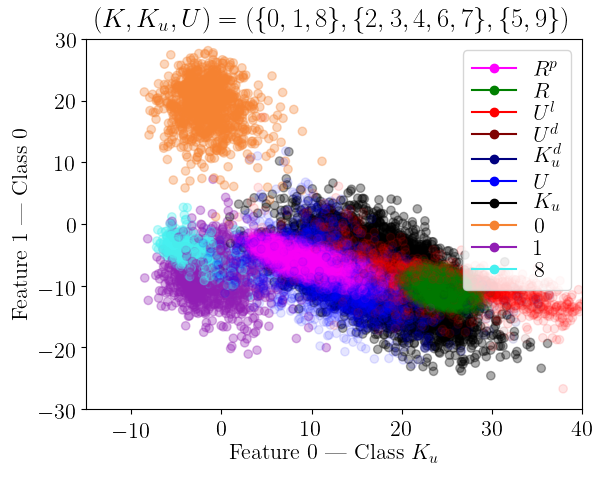 (K, K_u, U) = ({0, 1, 8}, {2, 3, 4, 6, 7}, {5, 9})
30
20
10
0
−10
−20
−30
Feature 1 — Class 0
R^p
R
U^l
U^d
K_u^d
U
K_u
0
1
8
−10
0
10
20
30
40
Feature 0 — Class K_u